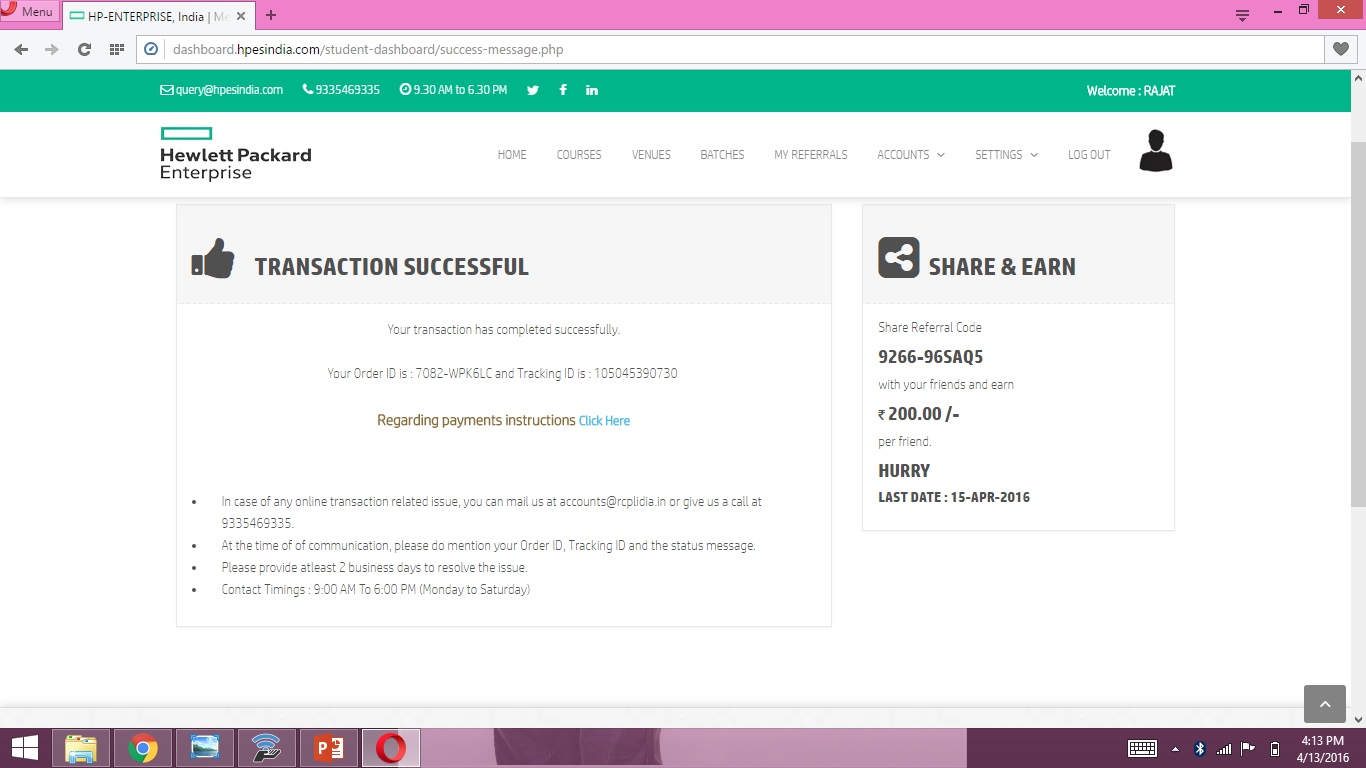 Menu
HP-ENTERPRISE, India | Me
dashboard.hpesindia.com/student-dashboard/success-message.php
query@hpesindia.com 9335469335 9.30 AM to 6.30 PM Welcome : RAJAT
Hewlett Packard
Enterprise
HOME COURSES VENUES BATCHES MY REFERRALS ACCOUNTS SETTINGS LOG OUT
TRANSACTION SUCCESSFUL
Your transaction has completed successfully.
Your Order ID is : 7082-WPK6LC and Tracking ID is : 105045390730
Regarding payments instructions Click Here
• In case of any online transaction related issue, you can mail us at accounts@rcplidia.in or give us a call at
9335469335.
• At the time of of communication, please do mention your Order ID, Tracking ID and the status message.
• Please provide atleast 2 business days to resolve the issue.
• Contact Timings : 9:00 AM To 6:00 PM (Monday to Saturday)
SHARE & EARN
Share Referral Code
9266-96SAQ5
with your friends and earn
₹ 200.00 /-
per friend.
HURRY
LAST DATE : 15-APR-2016
4:13 PM
4/13/2016